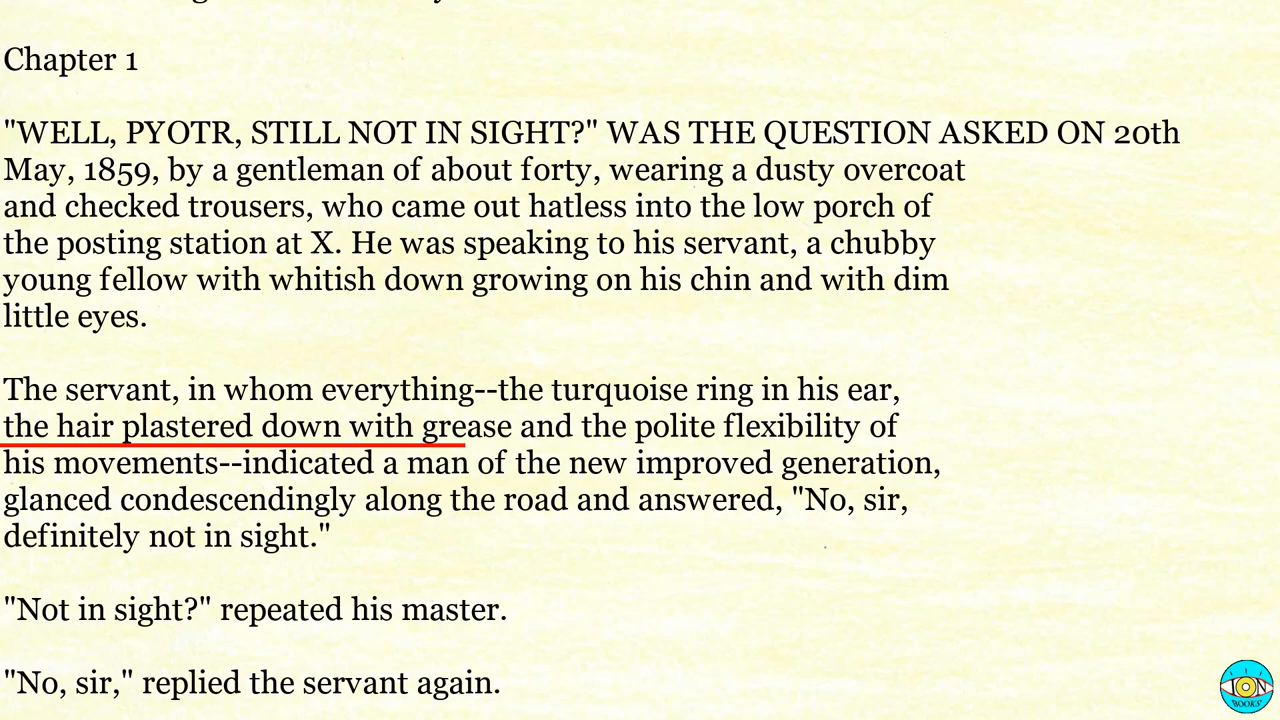 Chapter 1
"WELL, PYOTR, STILL NOT IN SIGHT?" WAS THE QUESTION ASKED ON 20th
May, 1859, by a gentleman of about forty, wearing a dusty overcoat
and checked trousers, who came out hatless into the low porch of
the posting station at X. He was speaking to his servant, a chubby
young fellow with whitish down growing on his chin and with dim
little eyes.
The servant, in whom everything--the turquoise ring in his ear,
the hair plastered down with grease and the polite flexibility of
his movements--indicated a man of the new improved generation,
glanced condescendingly along the road and answered, "No, sir,
definitely not in sight."
"Not in sight?" repeated his master.
"No, sir," replied the servant again.
ION
BOOKS